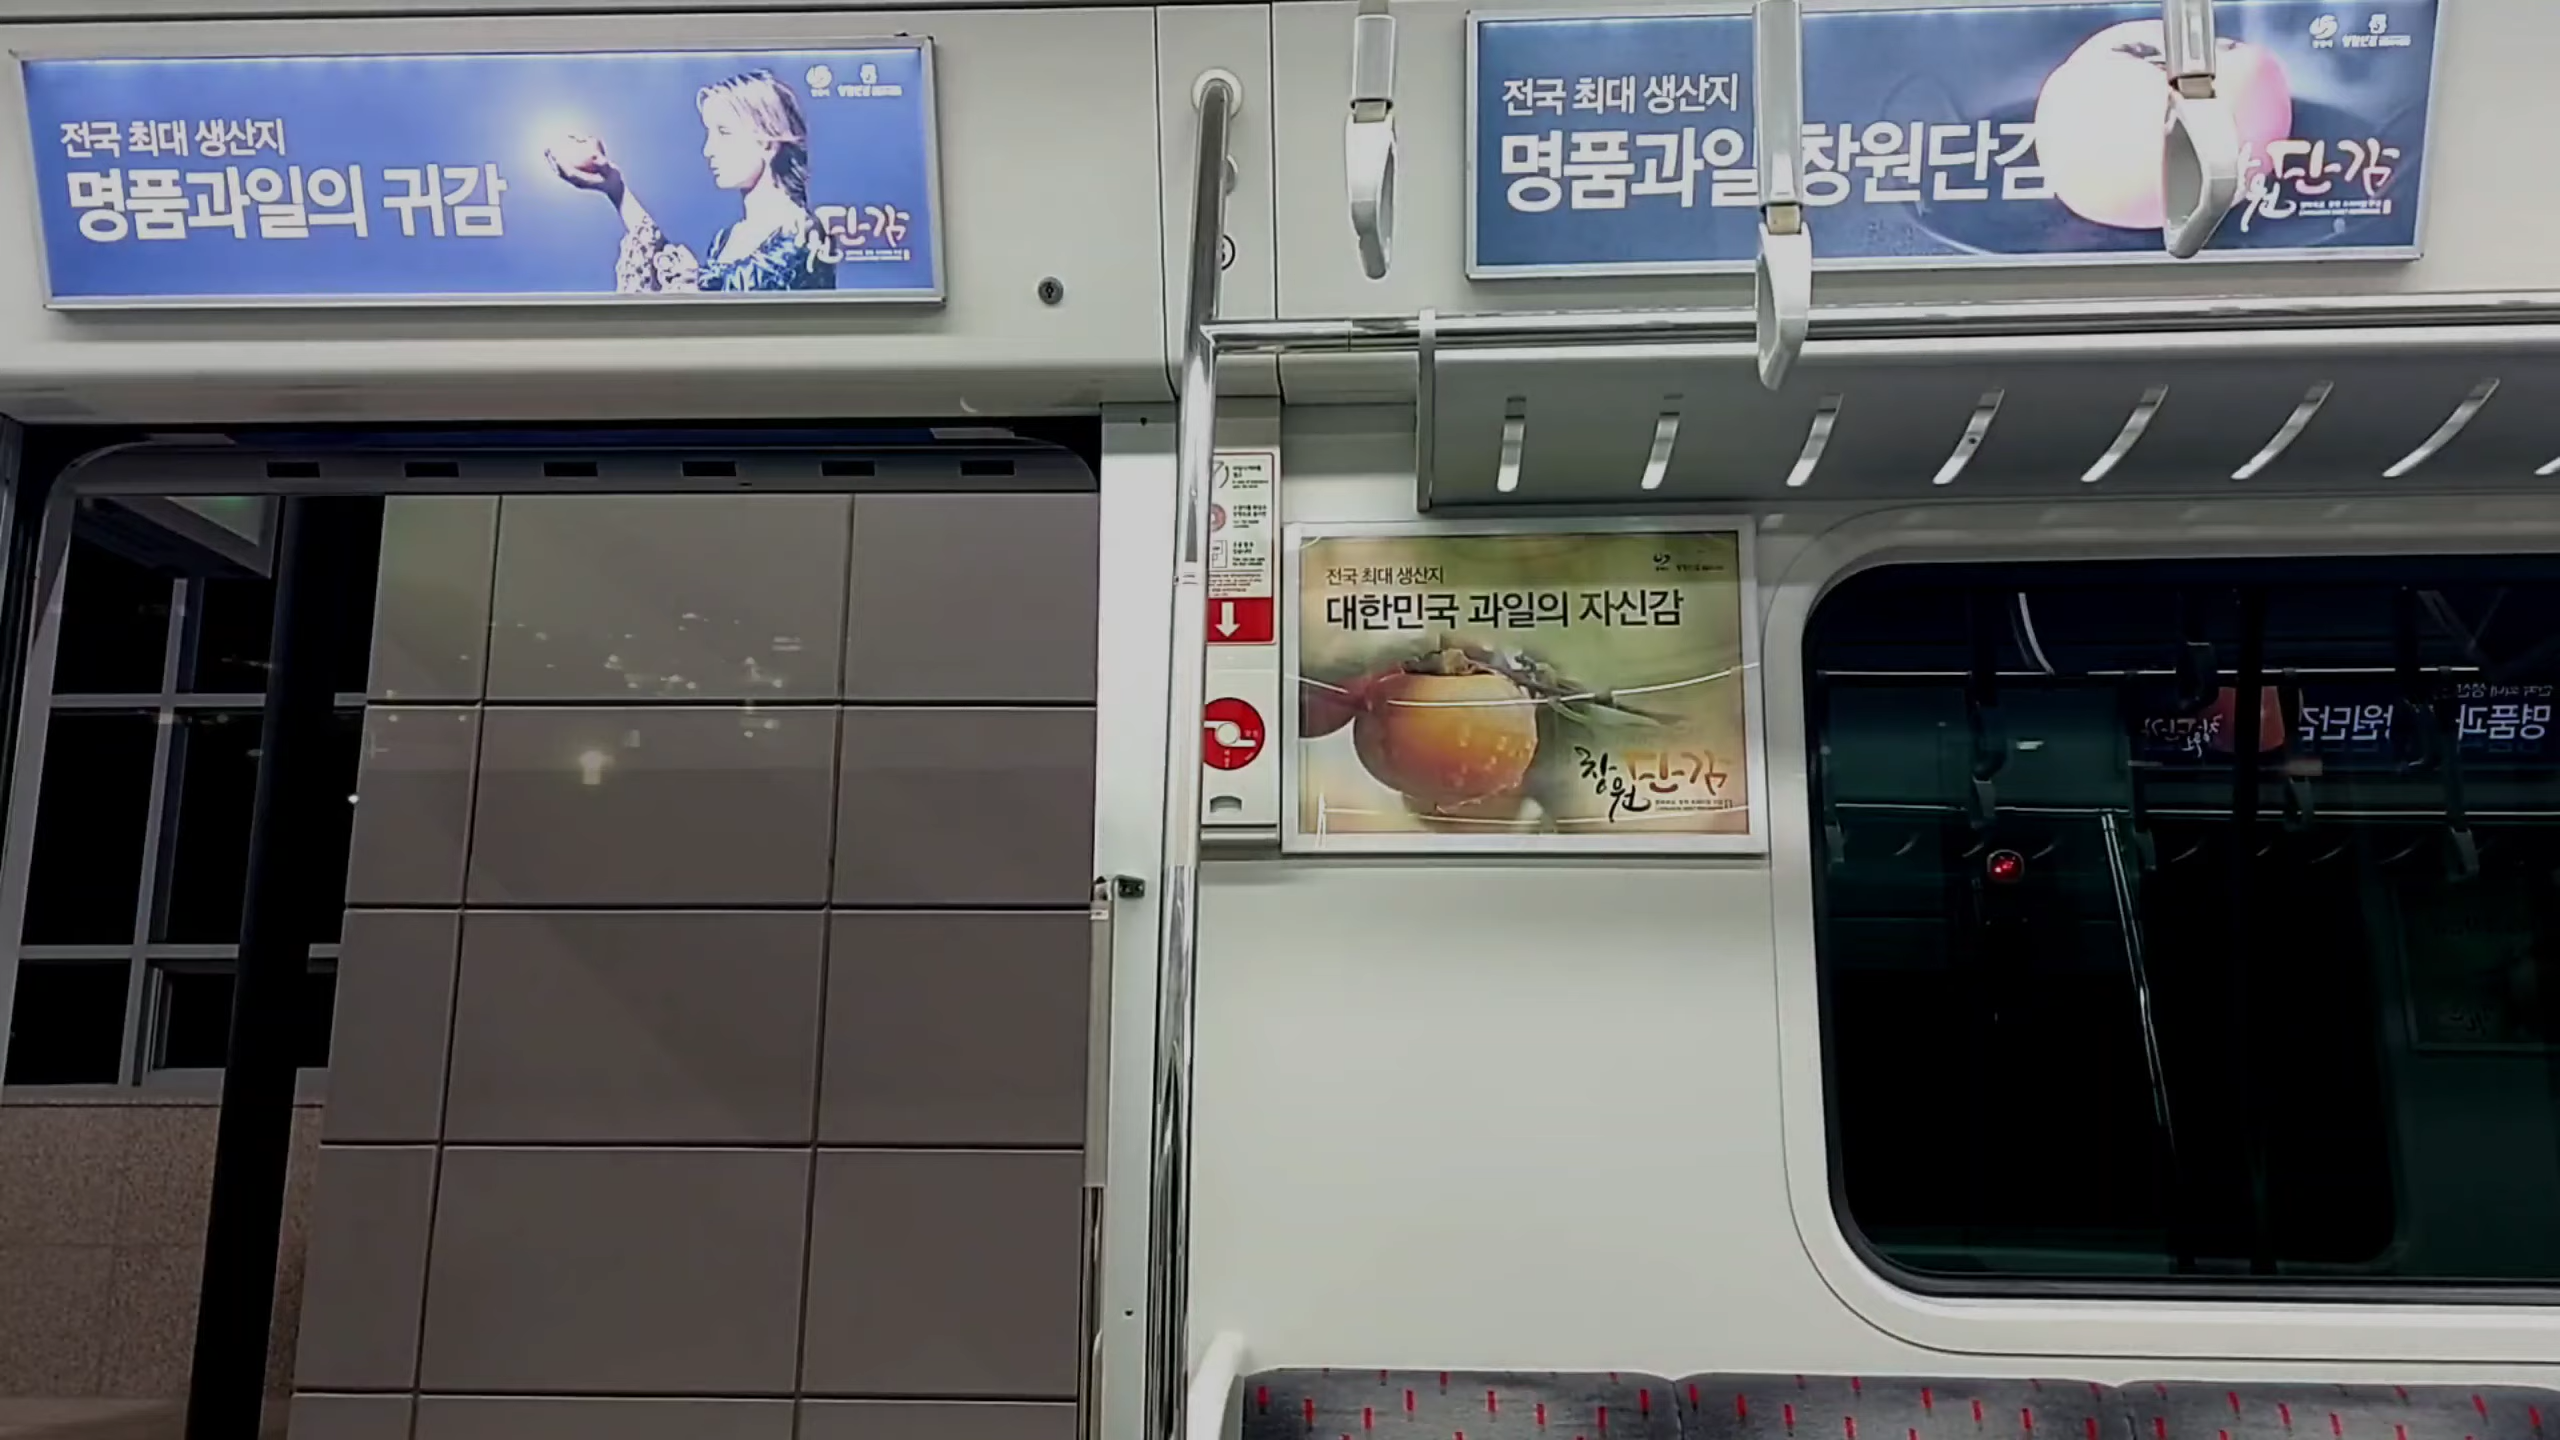 전국 최대 생산지
명품과일의 귀감
단감
전국 최대 생산지
명품과일 창원단감
단감
전국 최대 생산지
대한민국 과일의 자신감
창원단감